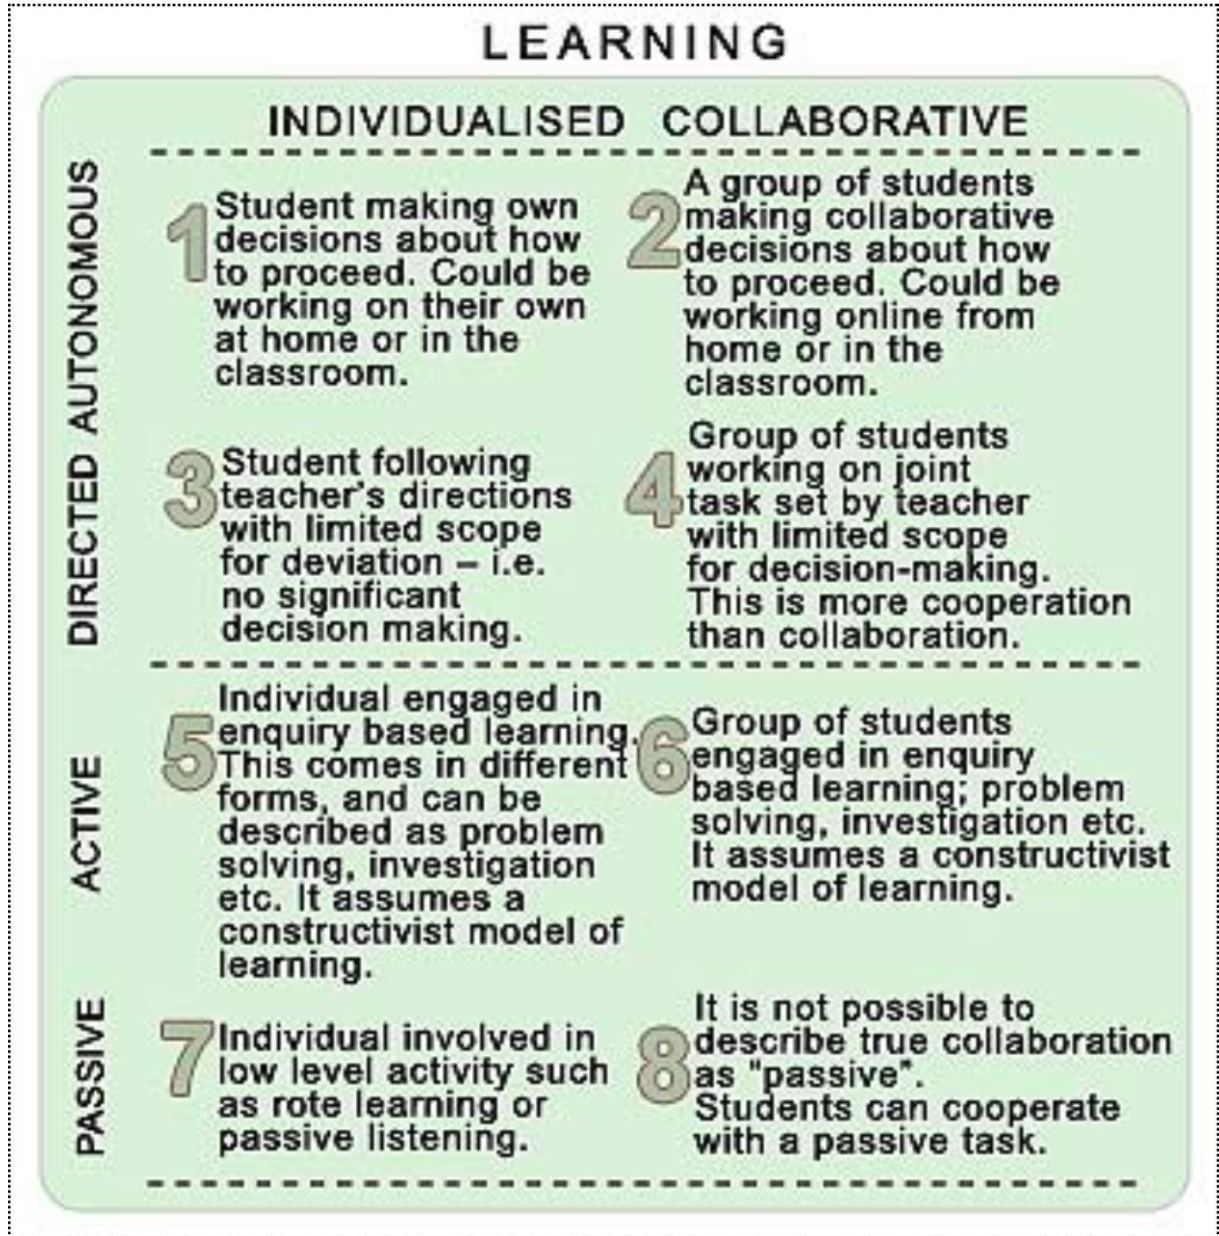 LEARNING
INDIVIDUALISED COLLABORATIVE
AUTONOMOUS
1
Student making own
decisions about how
to proceed. Could be
working on their own
at home or in the
classroom.
2
A group of students
making collaborative
decisions about how
to proceed. Could be
working online from
home or in the
classroom.
DIRECTED
3
Student following
teacher's directions
with limited scope
for deviation – i.e.
no significant
decision making.
4
Group of students
working on joint
task set by teacher
with limited scope
for decision-making.
This is more cooperation
than collaboration.
ACTIVE
5
Individual engaged in
enquiry based learning.
This comes in different
forms, and can be
described as problem
solving, investigation
etc. It assumes a
constructivist model of
learning.
6
Group of students
engaged in enquiry
based learning; problem
solving, investigation etc.
It assumes a constructivist
model of learning.
PASSIVE
7
Individual involved in
low level activity such
as rote learning or
passive listening.
8
It is not possible to
describe true collaboration
as "passive".
Students can cooperate
with a passive task.